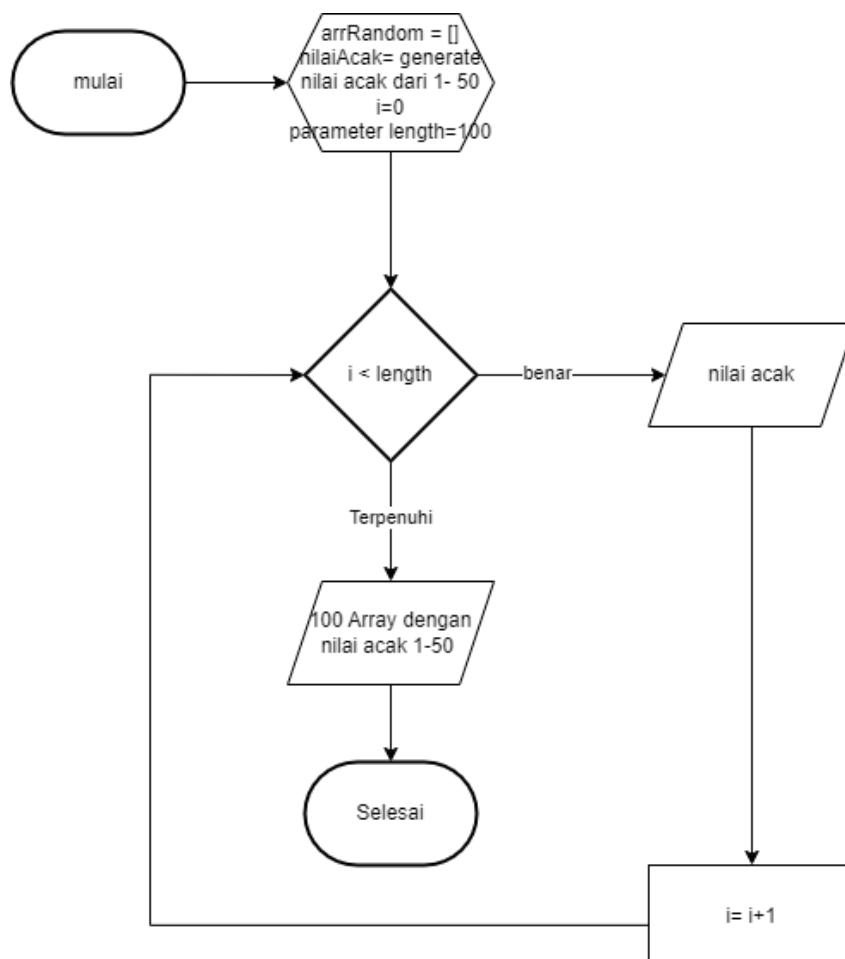 mulai
arrRandom = []
nilaiAcak= generate
nilai acak dari 1- 50
i=0
parameter length=100
i < length
benar
nilai acak
Terpenuhi
100 Array dengan
nilai acak 1-50
Selesai
i= i+1